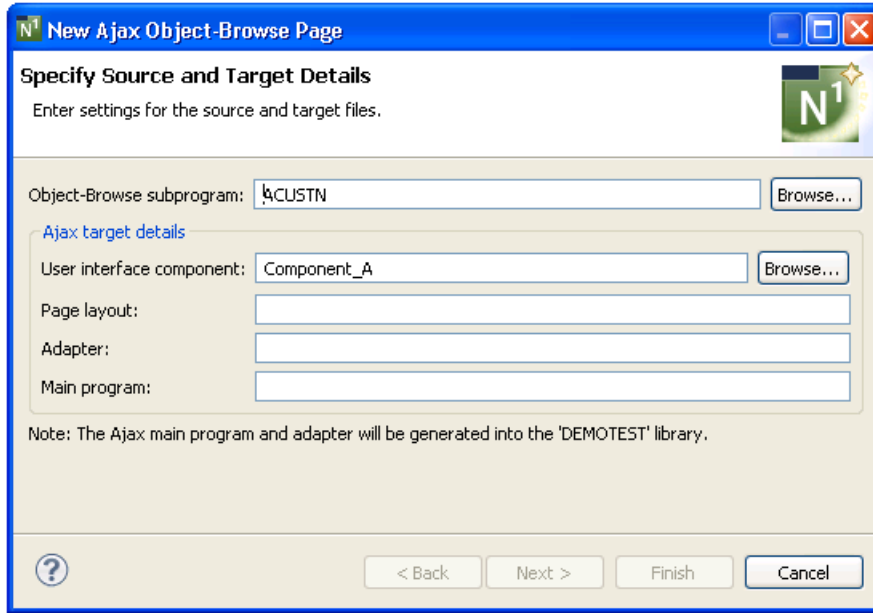 N1 New Ajax Object-Browse Page
Specify Source and Target Details
Enter settings for the source and target files.
N1
Object-Browse subprogram: ACUSTN Browse...
Ajax target details
User interface component: Component_A Browse...
Page layout:
Adapter:
Main program:
Note: The Ajax main program and adapter will be generated into the 'DEMOTEST' library.
? < Back Next > Finish Cancel